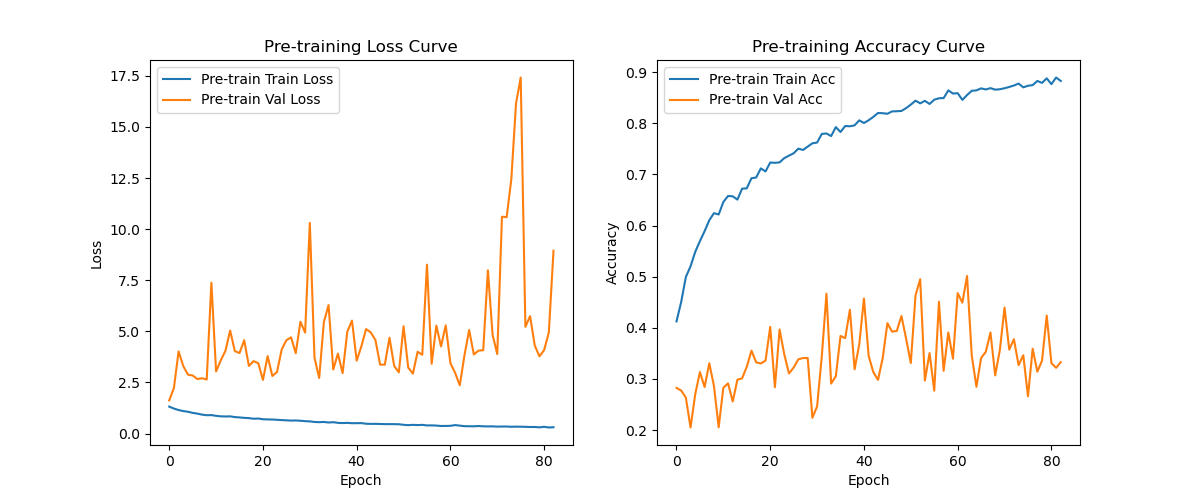 Pre-training Loss Curve
Pre-train Train Loss
Pre-train Val Loss
17.5
15.0
12.5
10.0
7.5
5.0
2.5
0.0
Loss
0 20 40 60 80
Epoch
Pre-training Accuracy Curve
Pre-train Train Acc
Pre-train Val Acc
0.9
0.8
0.7
0.6
0.5
0.4
0.3
0.2
Accuracy
0 20 40 60 80
Epoch